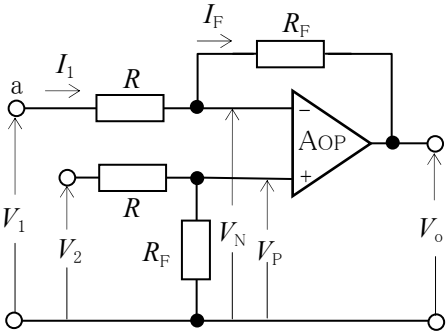 I_F
R_F
I_1
a
R
−
AOP
+
R
V_1
V_2
R_F
V_N
V_P
V_o